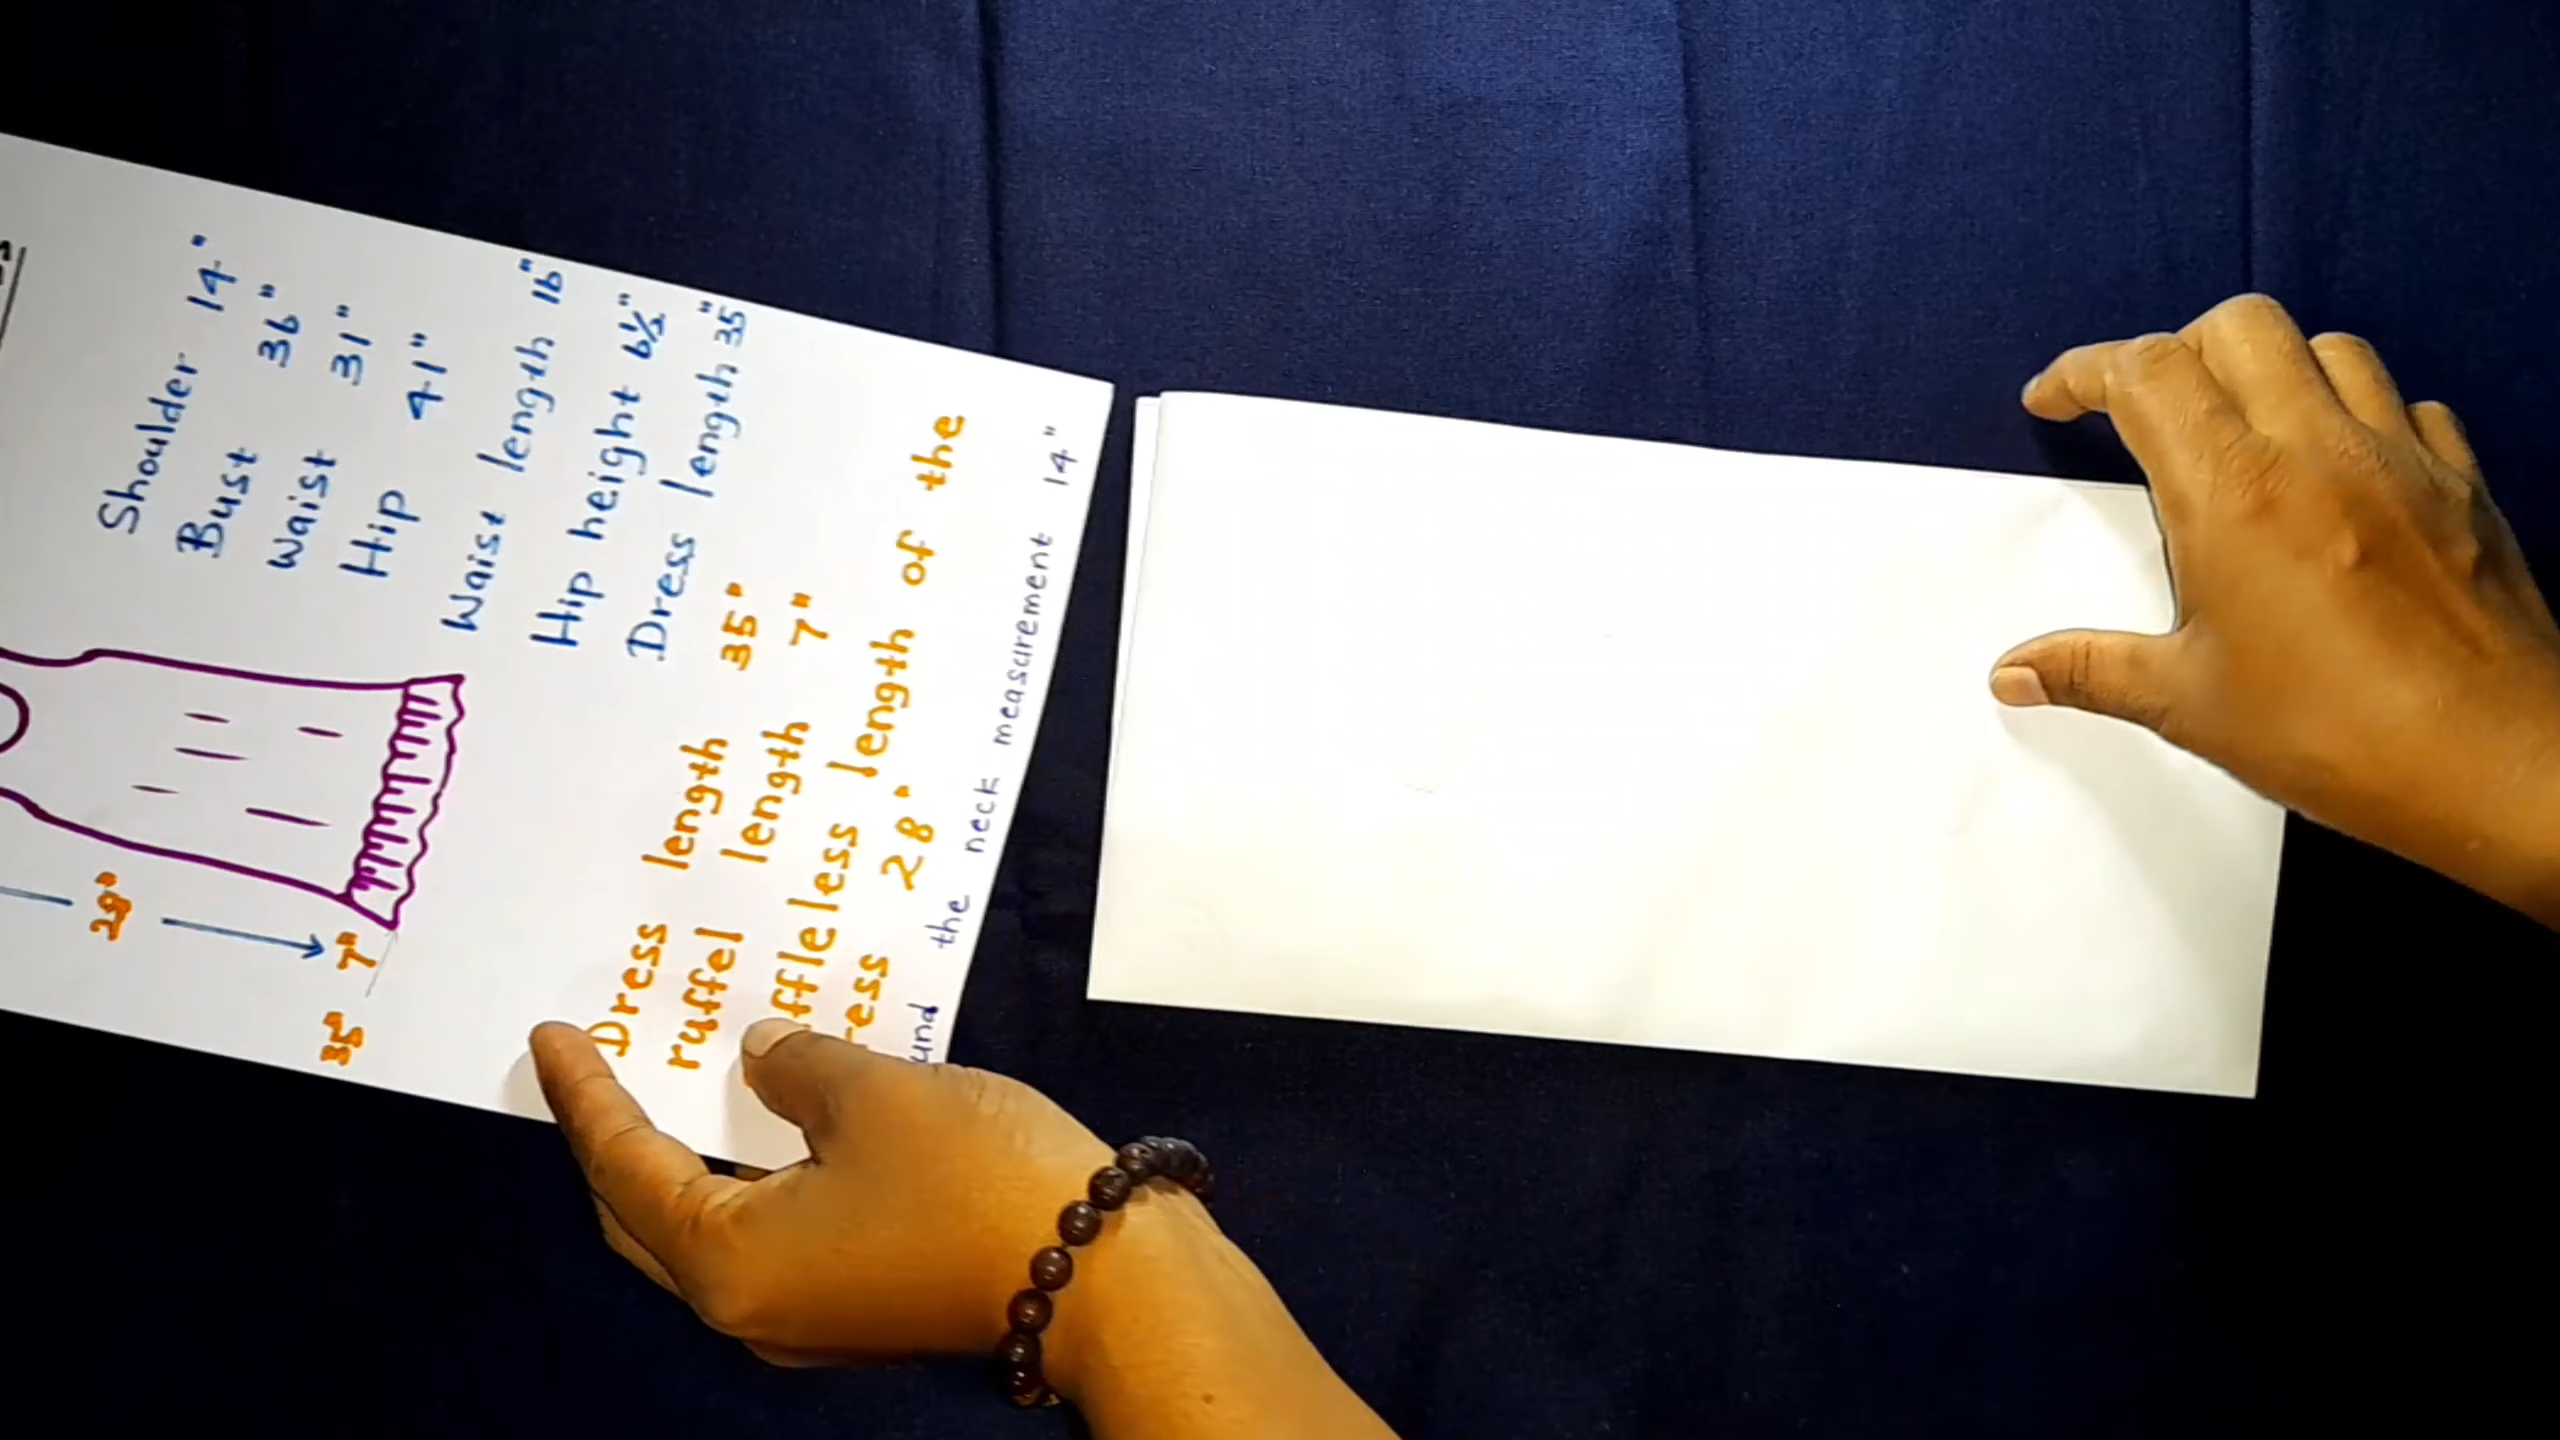 Shoulder 14"
Bust 36"
Waist 31"
Hip 41"
Waist length 16"
Hip height 6½"
Dress length 35"
28"
7"
35"
Dress length 35"
ruffel length 7"
length of the
28"
the neck measurement 14"